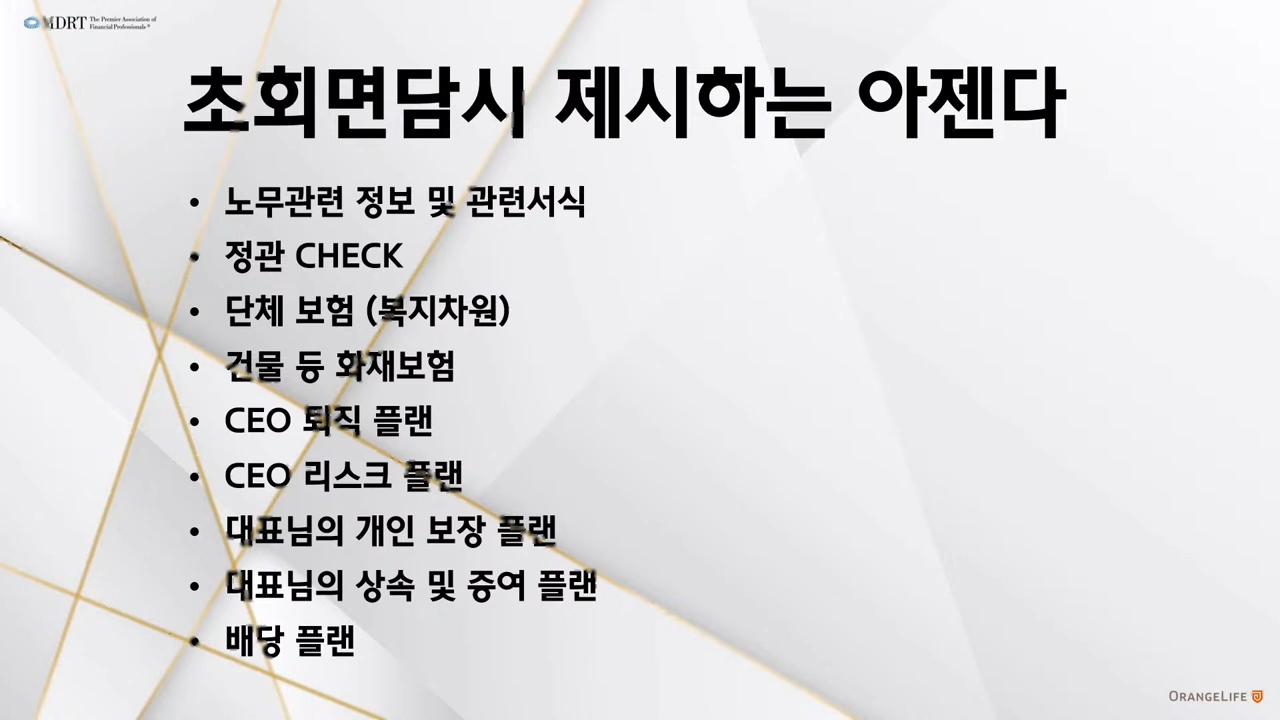 MDRT The Premier Association of
Financial Professionals®
초회면담시 제시하는 아젠다
• 노무관련 정보 및 관련서식
• 정관 CHECK
• 단체 보험 (복지차원)
• 건물 등 화재보험
• CEO 퇴직 플랜
• CEO 리스크 플랜
• 대표님의 개인 보장 플랜
• 대표님의 상속 및 증여 플랜
• 배당 플랜
ORANGELIFE